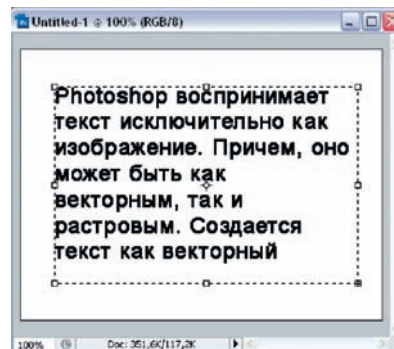 Untitled-1 @ 100% (RGB/8)
Photoshop воспринимает
текст исключительно как
изображение. Причем, оно
может быть как
векторным, так и
растровым. Создается
текст как векторный
100%
Doc: 351,6K/117,2K